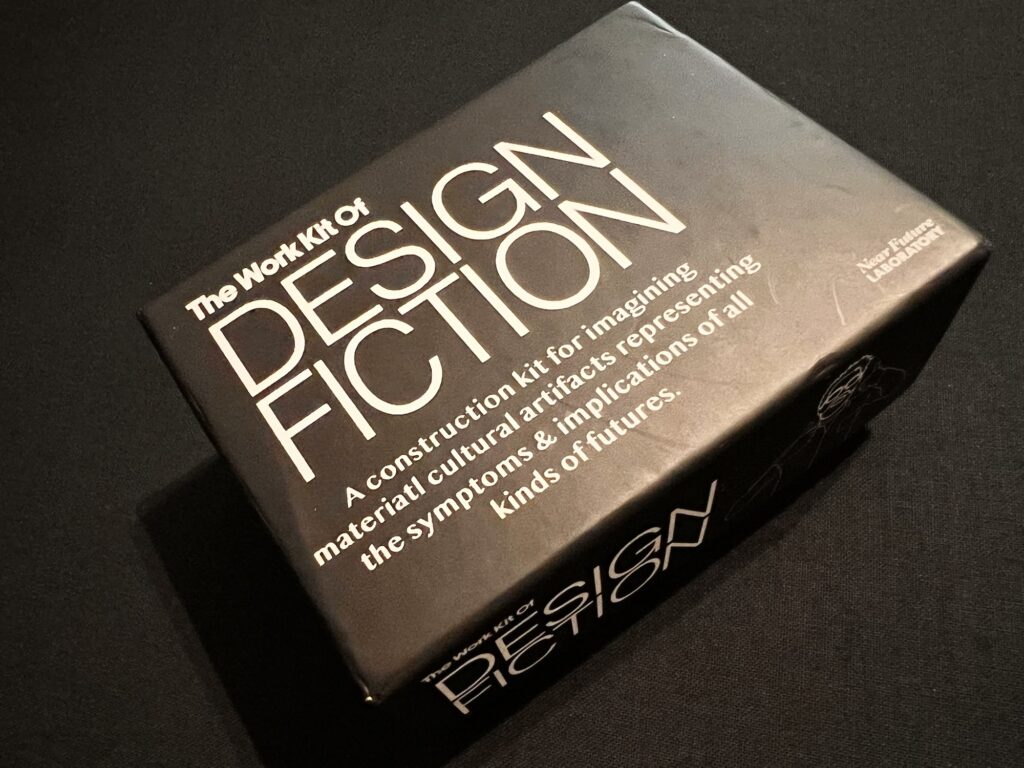 The Work Kit Of
DESIGN
FICTION
A construction kit for imagining
materiatl cultural artifacts representing
the symptoms & implications of all
kinds of futures.
Near Future
LABORATORY
The Work Kit Of
DESIGN
FICTION